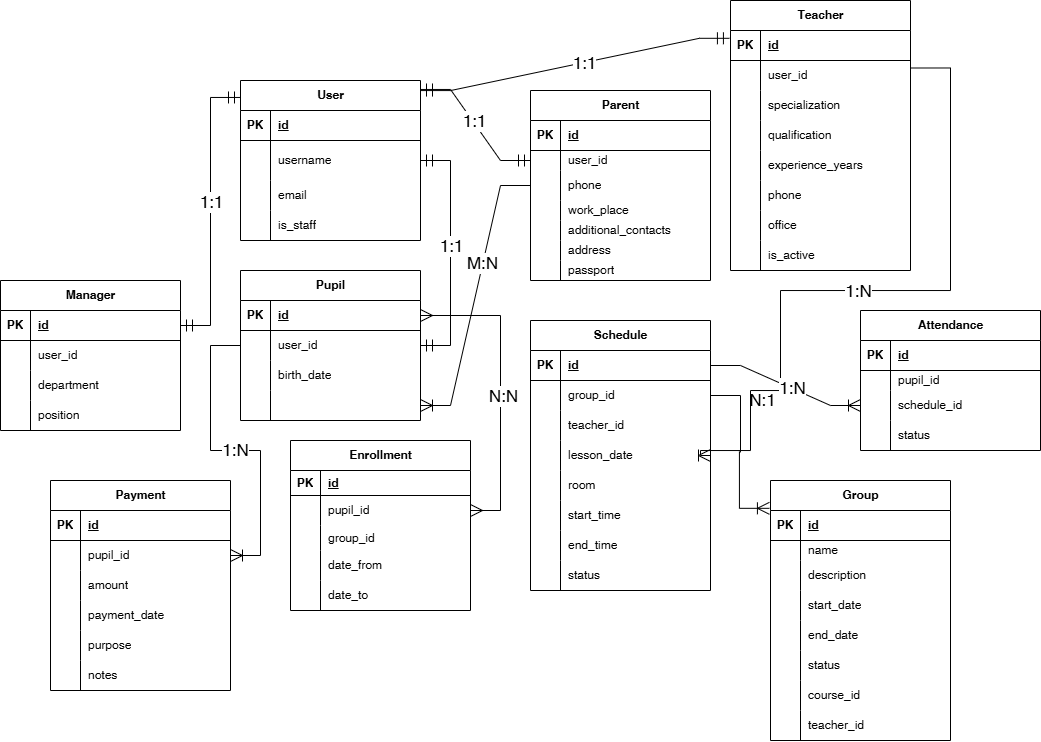 Teacher
PK id
user_id
specialization
qualification
experience_years
phone
office
is_active
1:1
User
PK id
username
email
is_staff
1:1
Parent
PK id
user_id
phone
work_place
additional_contacts
address
passport
1:1
1:1
M:N
Manager
PK id
user_id
department
position
Pupil
PK id
user_id
birth_date
1:N
Attendance
PK id
pupil_id
schedule_id
status
Schedule
PK id
group_id
teacher_id
lesson_date
room
start_time
end_time
status
1:N
N:1
N:N
1:N
Enrollment
PK id
pupil_id
group_id
date_from
date_to
Payment
PK id
pupil_id
amount
payment_date
purpose
notes
Group
PK id
name
description
start_date
end_date
status
course_id
teacher_id